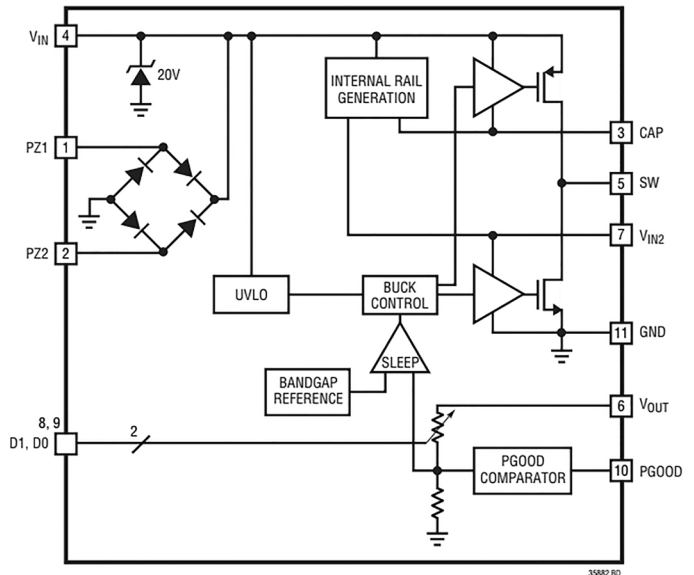 VIN 4
20V
INTERNAL RAIL
GENERATION
PZ1 1
3 CAP
5 SW
7 VIN2
PZ2 2
UVLO
BUCK
CONTROL
11 GND
SLEEP
BANDGAP
REFERENCE
6 VOUT
8, 9
D1, D0
2
PGOOD
COMPARATOR
10 PGOOD
35882 BD